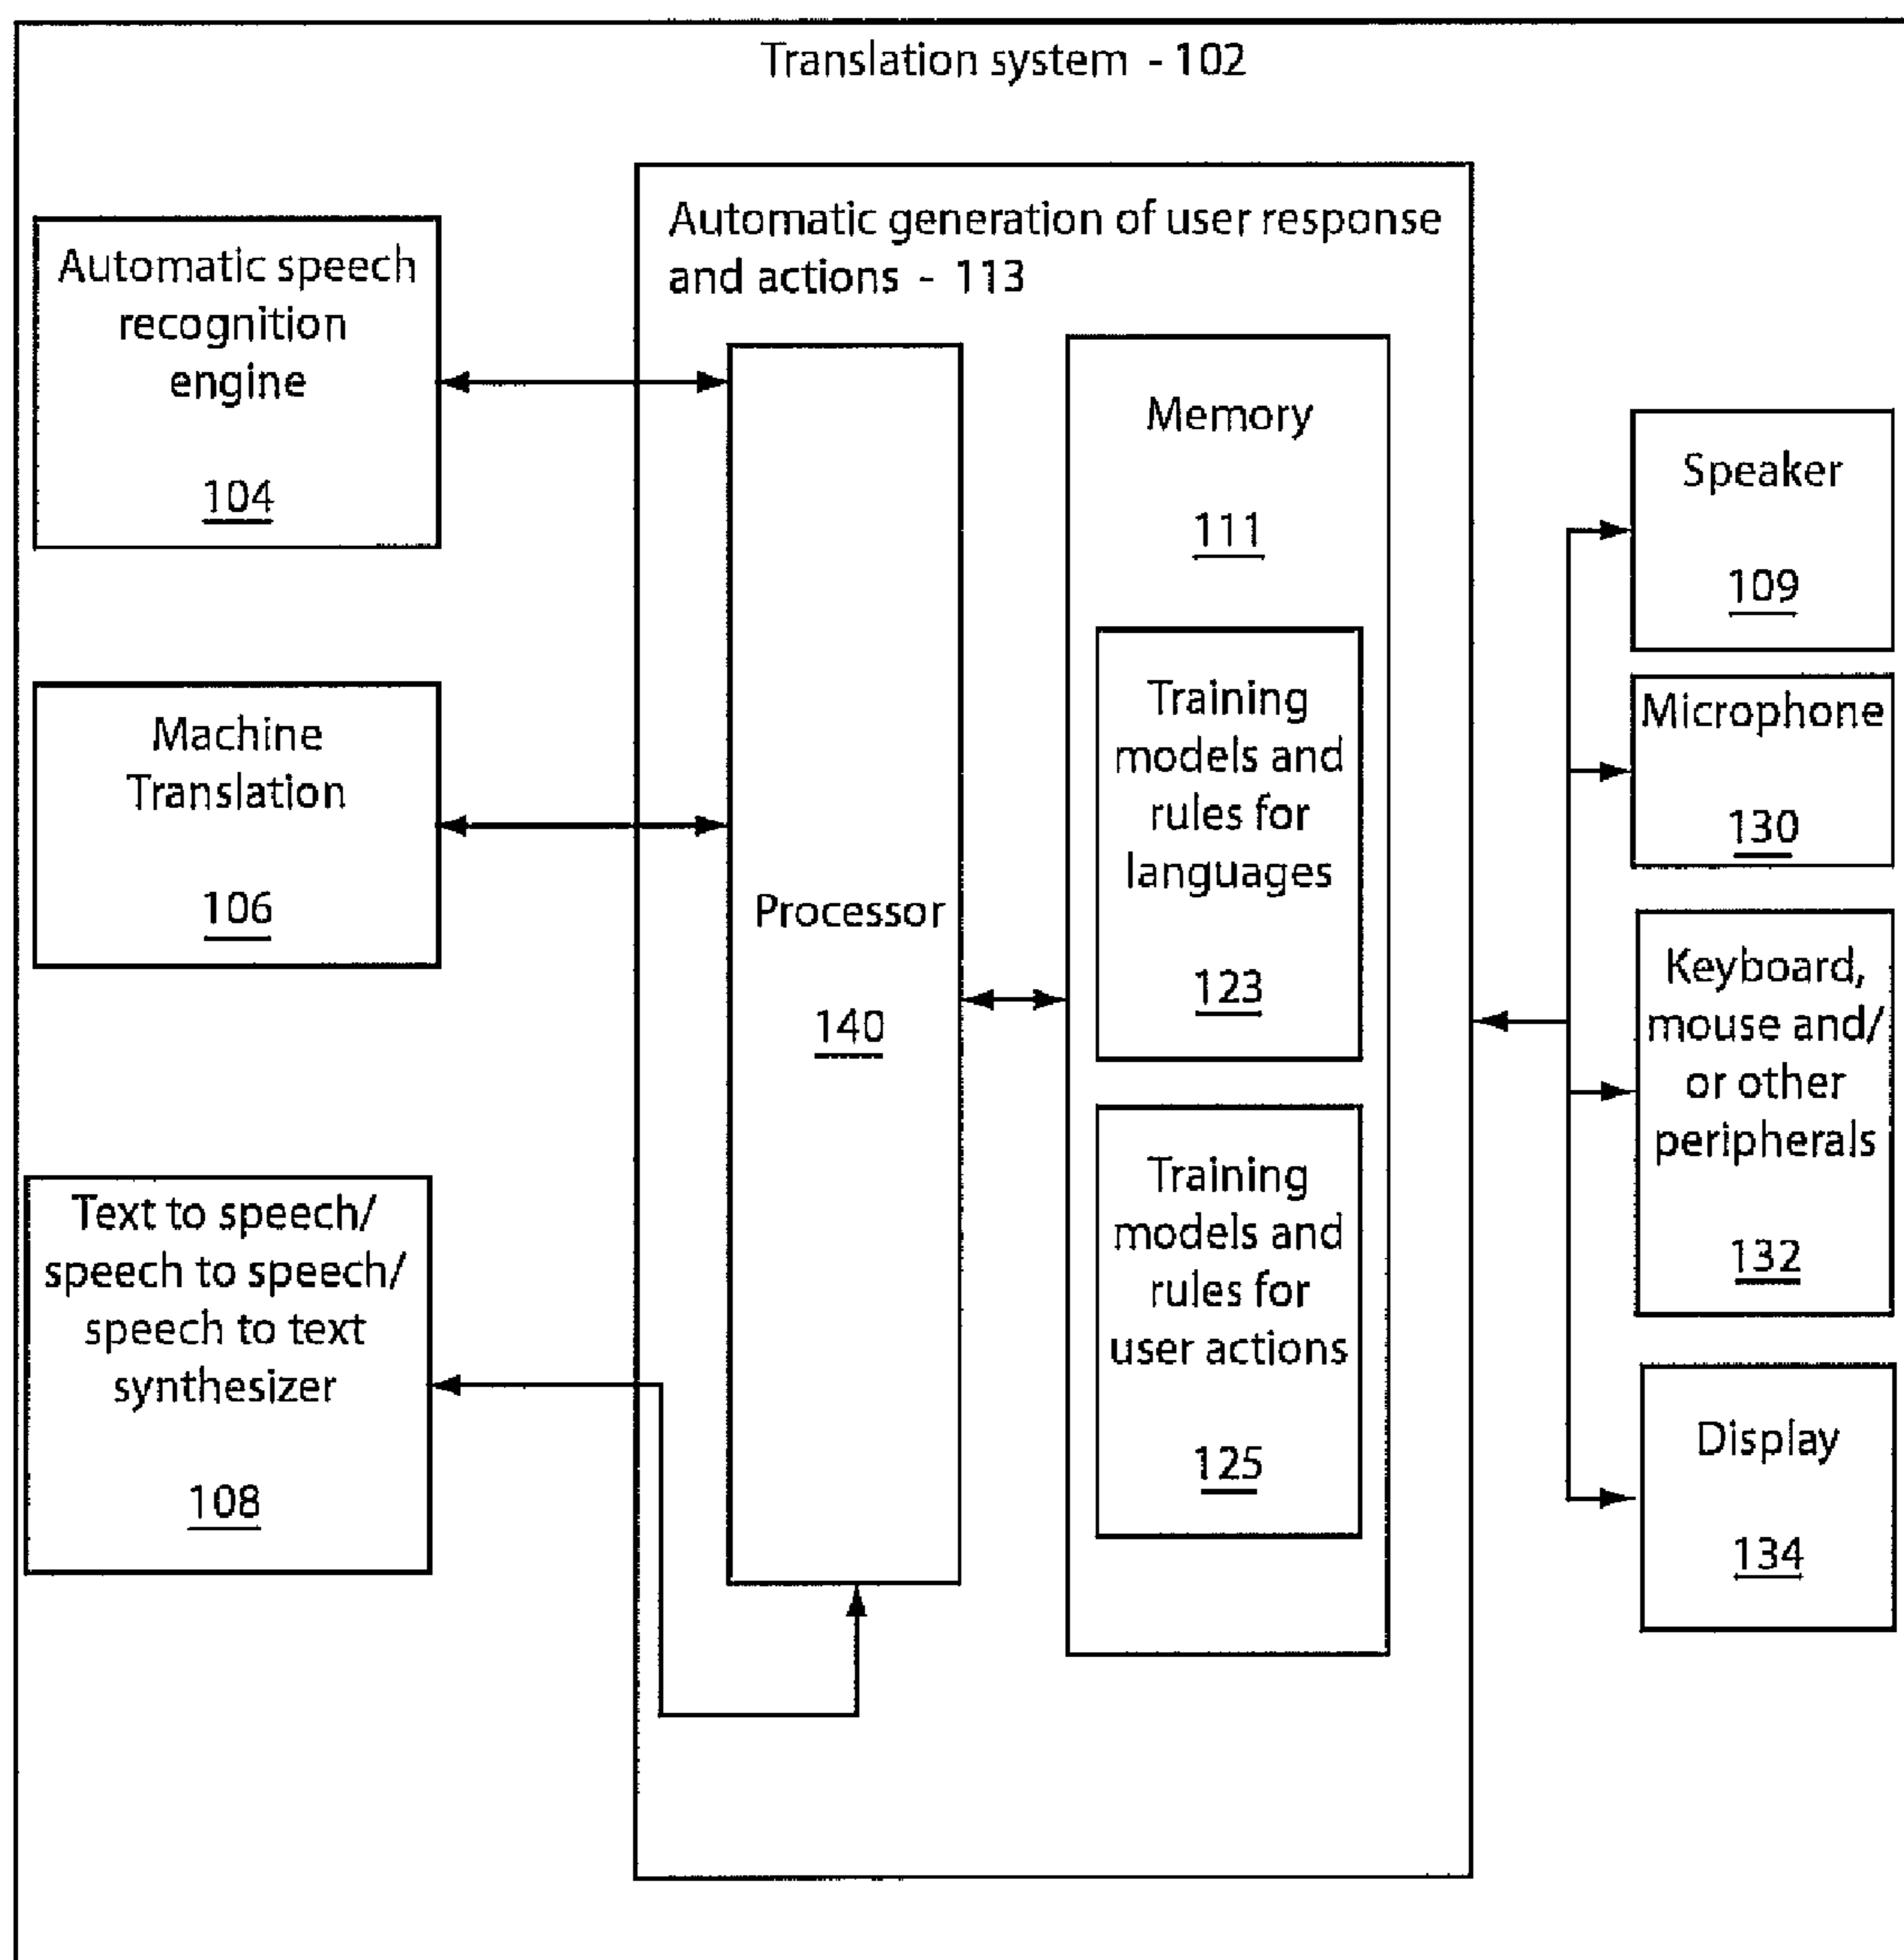 Translation system - 102
Automatic speech
recognition
engine
104
Machine
Translation
106
Text to speech/
speech to speech/
speech to text
synthesizer
108
Automatic generation of user response
and actions - 113
Processor
140
Memory
111
Training
models and
rules for
languages
123
Training
models and
rules for
user actions
125
Speaker
109
Microphone
130
Keyboard,
mouse and/
or other
peripherals
132
Display
134